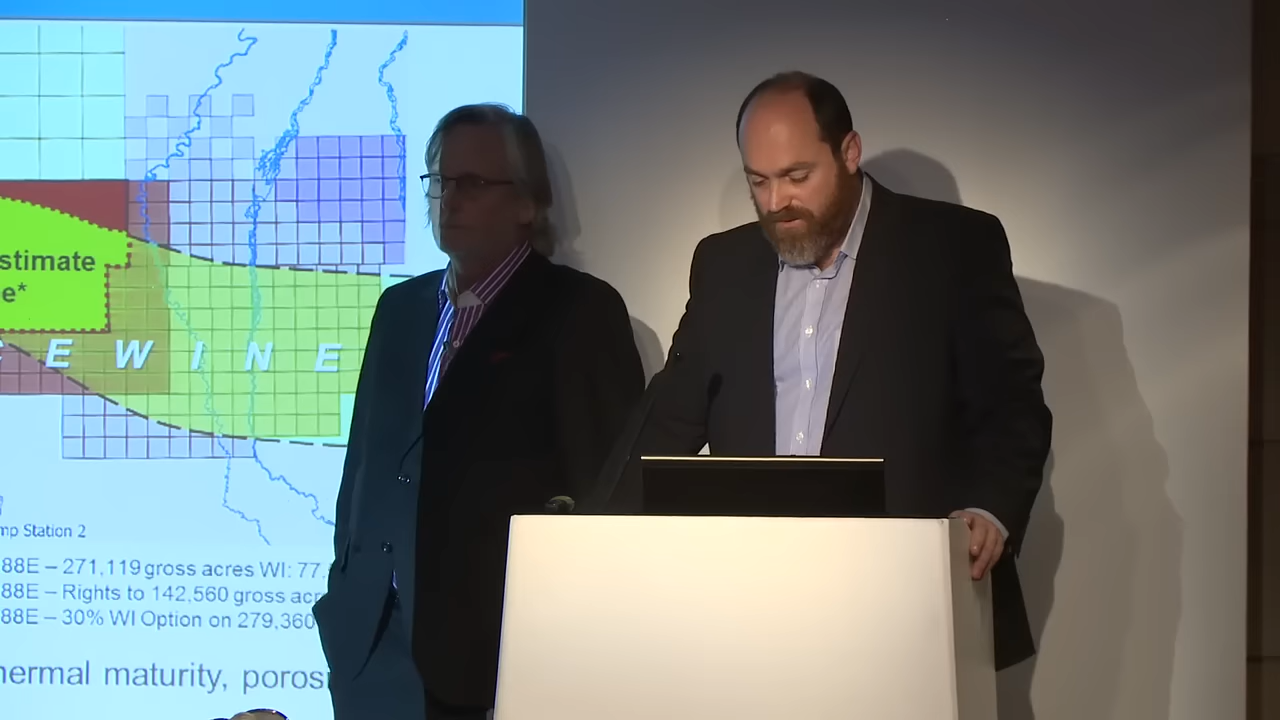 stimate
e*
E W I N E
mp Station 2
88E – 271,119 gross acres WI: 77.
88E – Rights to 142,560 gross acr
88E – 30% WI Option on 279,360
hermal maturity, poros